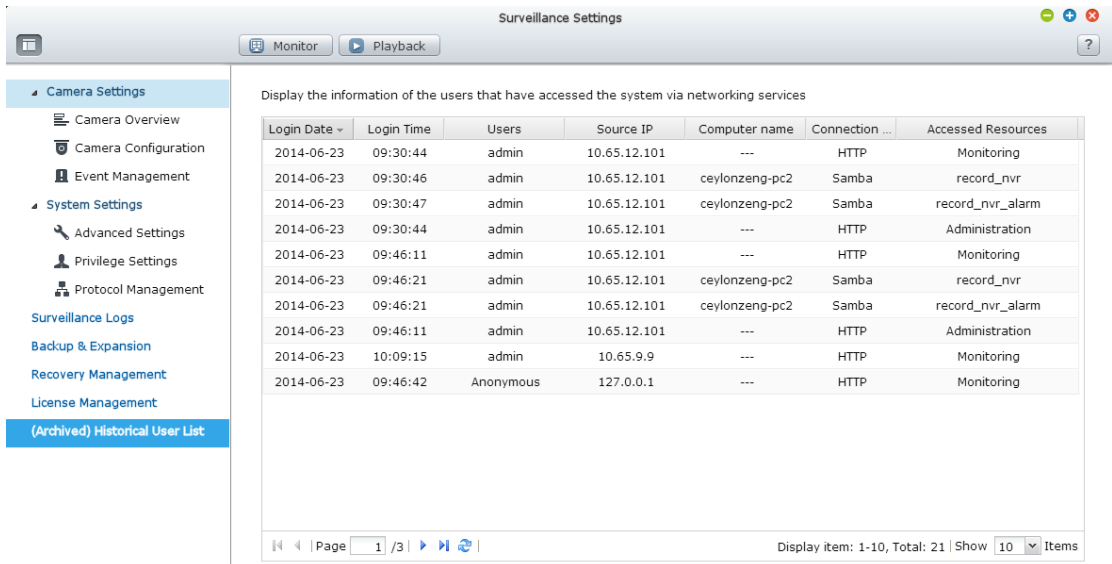 Surveillance Settings
Monitor Playback ?
Camera Settings
Camera Overview
Camera Configuration
Event Management
System Settings
Advanced Settings
Privilege Settings
Protocol Management
Surveillance Logs
Backup & Expansion
Recovery Management
License Management
(Archived) Historical User List
Display the information of the users that have accessed the system via networking services
Login Date Login Time Users Source IP Computer name Connection ... Accessed Resources
2014-06-23 09:30:44 admin 10.65.12.101 --- HTTP Monitoring
2014-06-23 09:30:46 admin 10.65.12.101 ceylonzeng-pc2 Samba record_nvr
2014-06-23 09:30:47 admin 10.65.12.101 ceylonzeng-pc2 Samba record_nvr_alarm
2014-06-23 09:30:44 admin 10.65.12.101 --- HTTP Administration
2014-06-23 09:46:11 admin 10.65.12.101 --- HTTP Monitoring
2014-06-23 09:46:21 admin 10.65.12.101 ceylonzeng-pc2 Samba record_nvr
2014-06-23 09:46:21 admin 10.65.12.101 ceylonzeng-pc2 Samba record_nvr_alarm
2014-06-23 09:46:11 admin 10.65.12.101 --- HTTP Administration
2014-06-23 10:09:15 admin 10.65.9.9 --- HTTP Monitoring
2014-06-23 09:46:42 Anonymous 127.0.0.1 --- HTTP Monitoring
Page 1 /3 Display item: 1-10, Total: 21 Show 10 Items